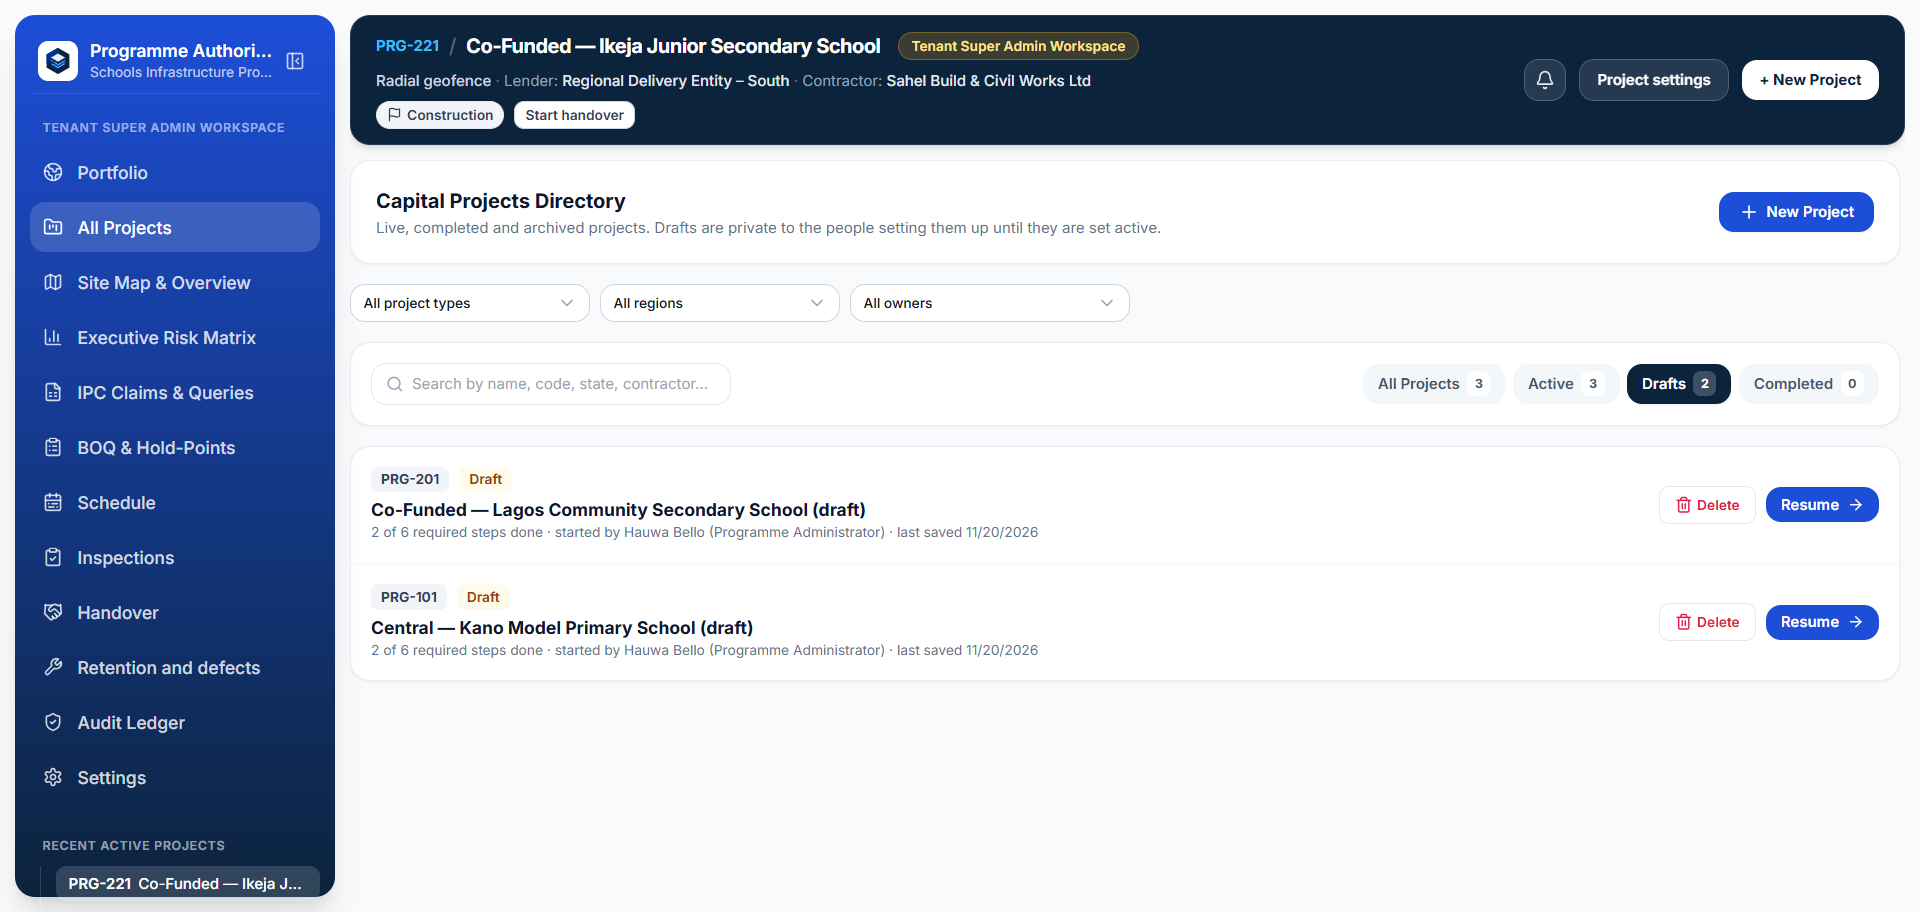 Programme Authori...
Schools Infrastructure Pro...
TENANT SUPER ADMIN WORKSPACE
Portfolio
All Projects
Site Map & Overview
Executive Risk Matrix
IPC Claims & Queries
BOQ & Hold-Points
Schedule
Inspections
Handover
Retention and defects
Audit Ledger
Settings
RECENT ACTIVE PROJECTS
PRG-221 Co-Funded — Ikeja J...
PRG-221 / Co-Funded — Ikeja Junior Secondary School Tenant Super Admin Workspace
Radial geofence · Lender: Regional Delivery Entity – South · Contractor: Sahel Build & Civil Works Ltd
Construction Start handover
Project settings + New Project
Capital Projects Directory
Live, completed and archived projects. Drafts are private to the people setting them up until they are set active.
+ New Project
All project types All regions All owners
Search by name, code, state, contractor... All Projects 3 Active 3 Drafts 2 Completed 0
PRG-201 Draft
Co-Funded — Lagos Community Secondary School (draft)
2 of 6 required steps done · started by Hauwa Bello (Programme Administrator) · last saved 11/20/2026
Delete Resume →
PRG-101 Draft
Central — Kano Model Primary School (draft)
2 of 6 required steps done · started by Hauwa Bello (Programme Administrator) · last saved 11/20/2026
Delete Resume →